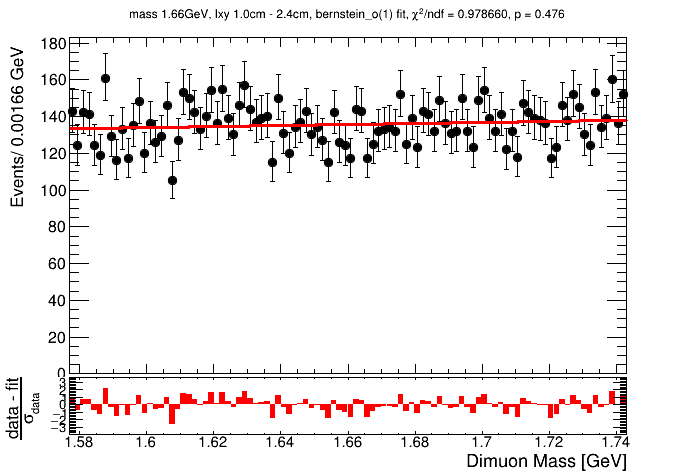 mass 1.66GeV, lxy 1.0cm - 2.4cm, bernstein_o(1) fit, χ²/ndf = 0.978660, p = 0.476
Events/ 0.00166 GeV
180
160
140
120
100
80
60
40
20
0
data - fit
σdata
3
2
1
0
−1
−2
−3
1.58 1.6 1.62 1.64 1.66 1.68 1.7 1.72 1.74
Dimuon Mass [GeV]